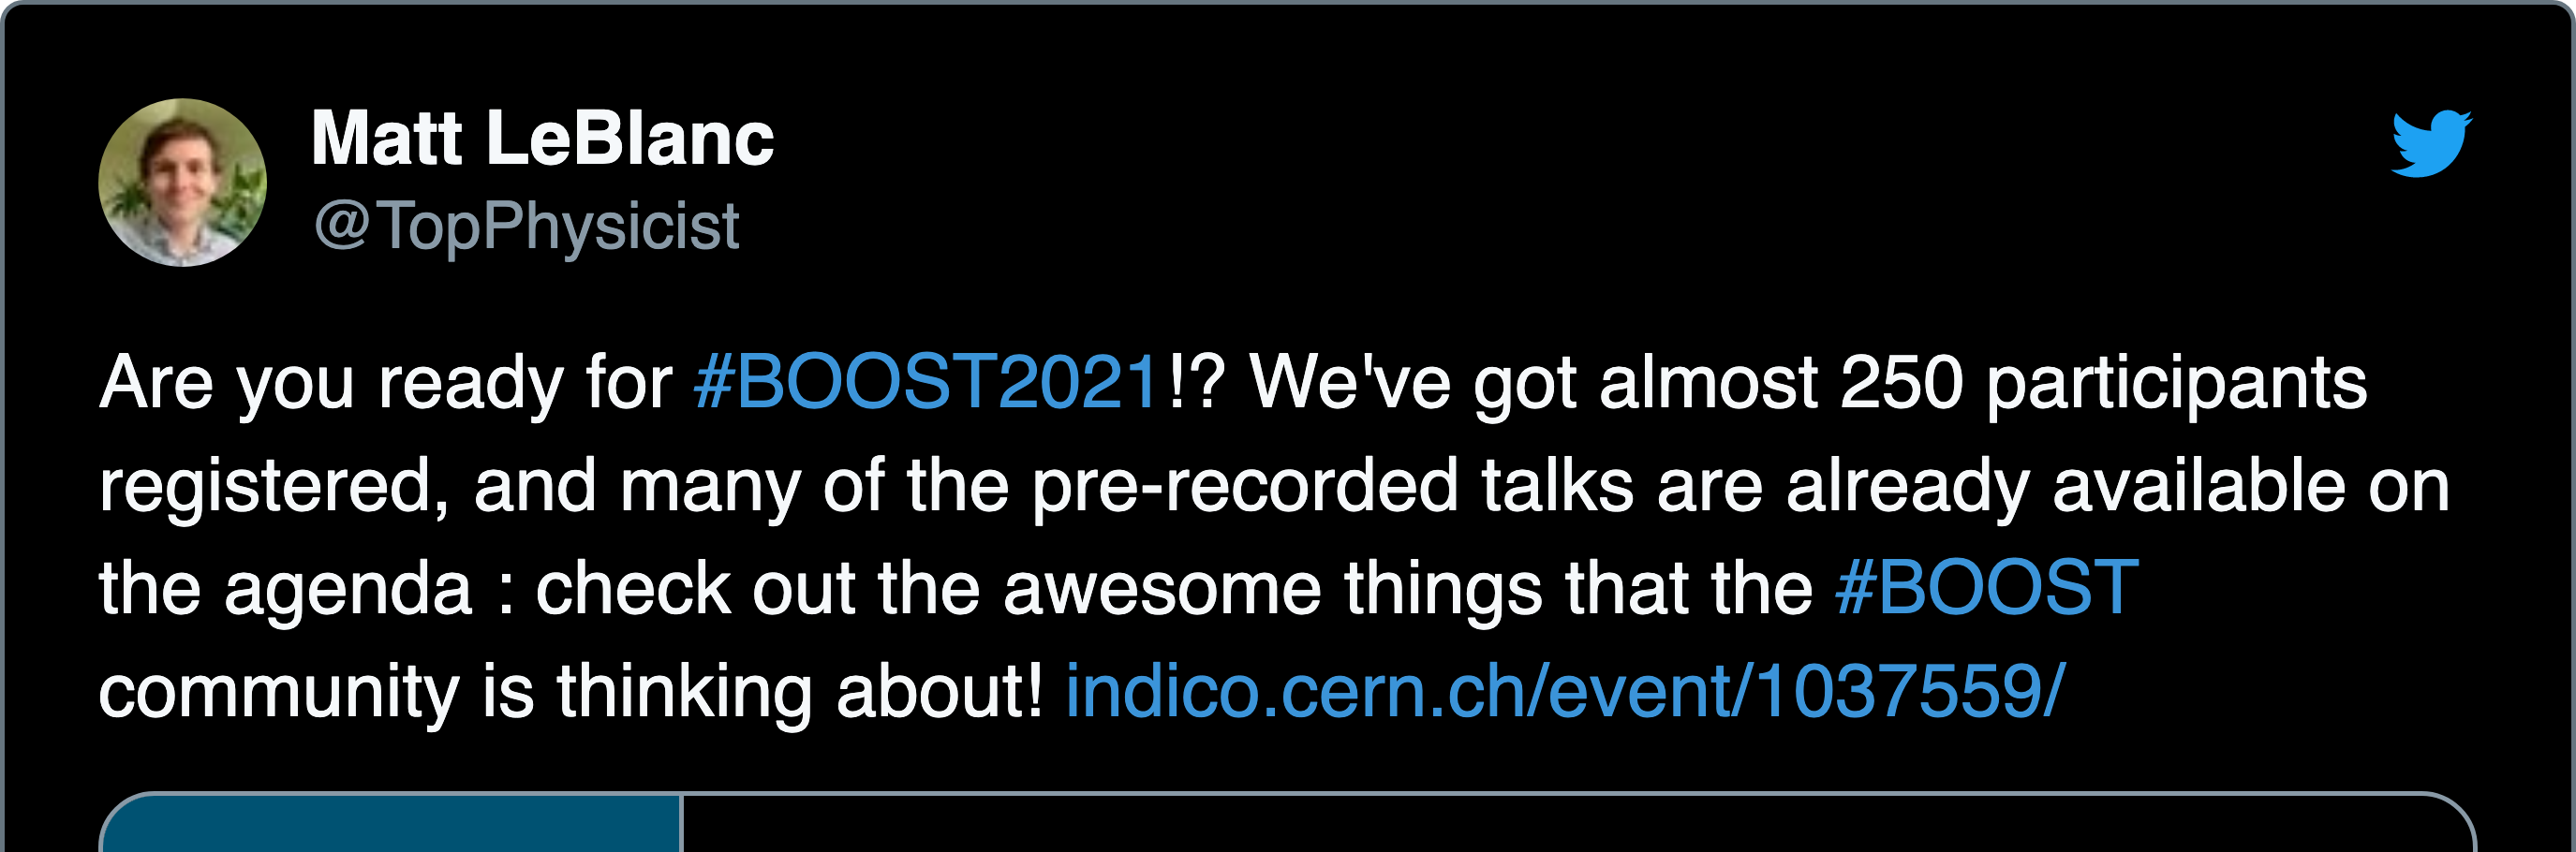 Matt LeBlanc
@TopPhysicist
Are you ready for #BOOST2021!? We've got almost 250 participants
registered, and many of the pre-recorded talks are already available on
the agenda : check out the awesome things that the #BOOST
community is thinking about! indico.cern.ch/event/1037559/